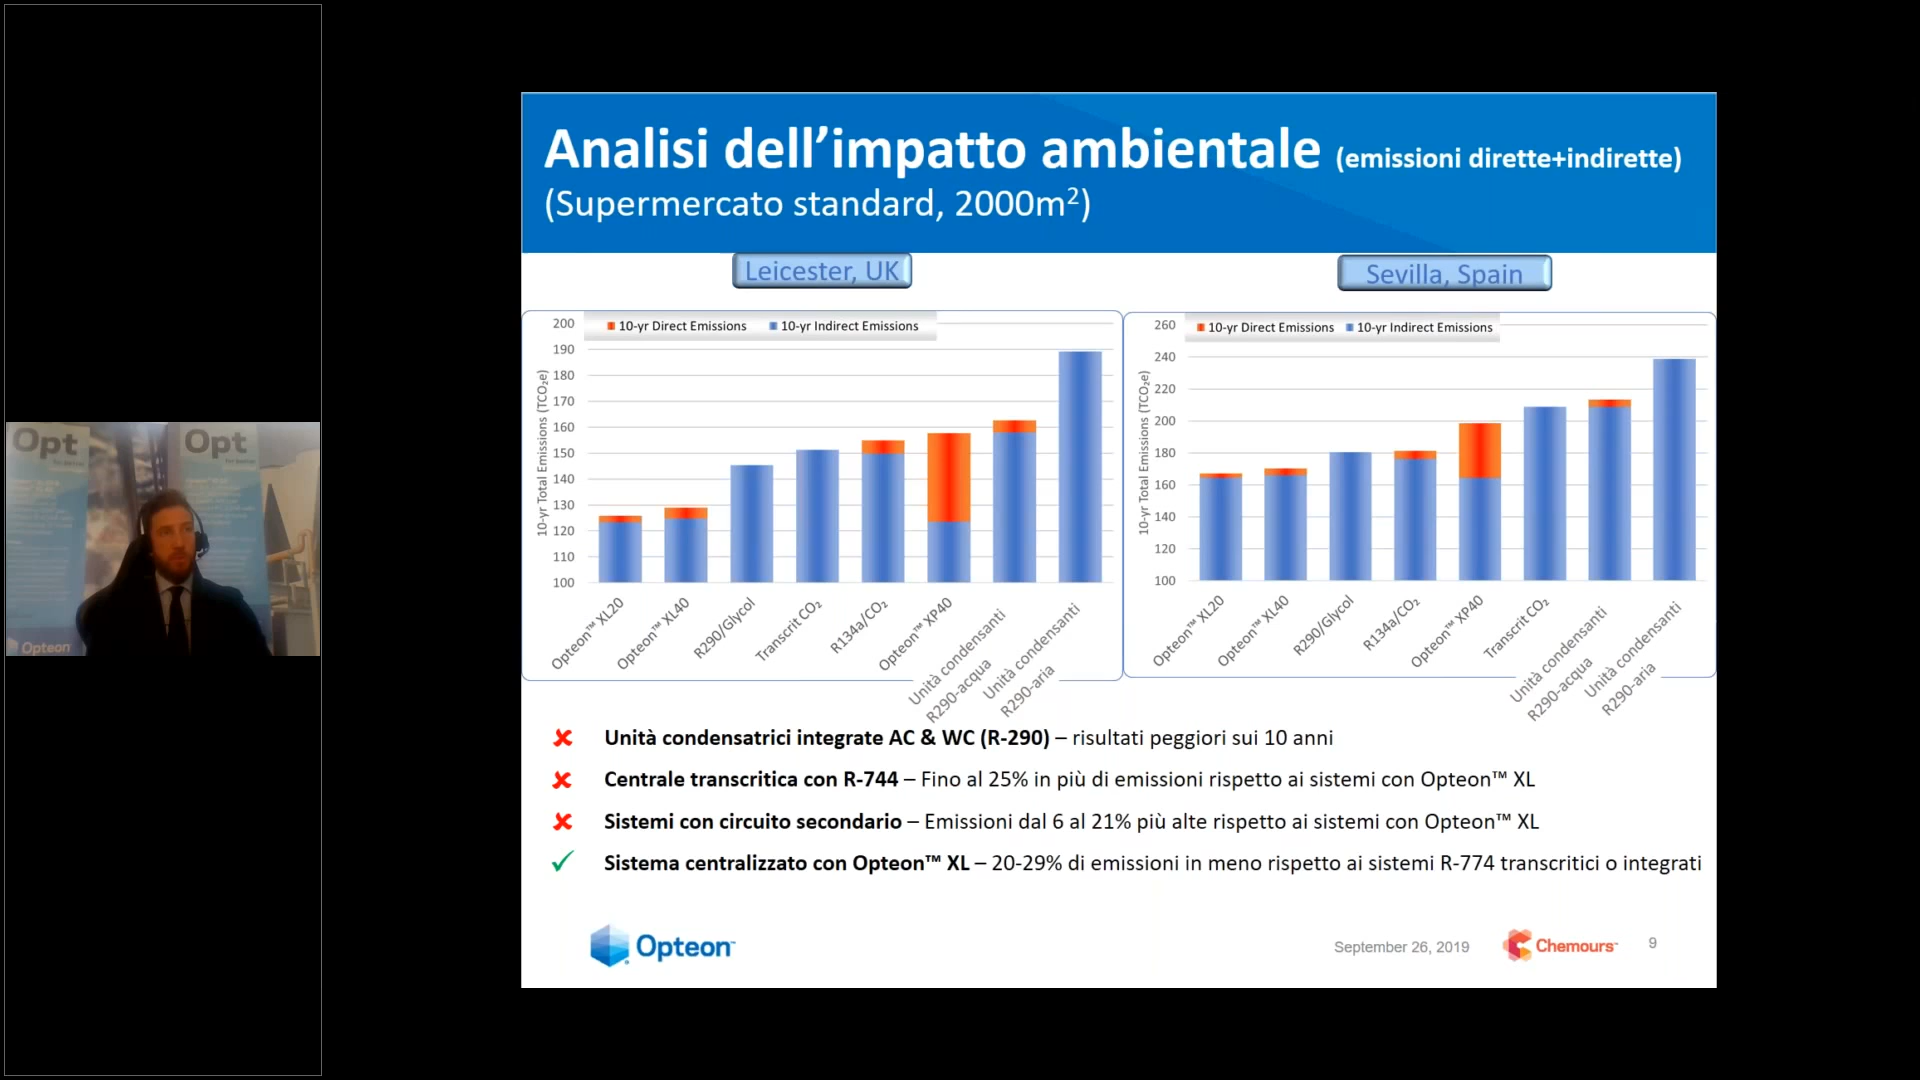 Analisi dell’impatto ambientale (emissioni dirette+indirette)
(Supermercato standard, 2000m²)
Leicester, UK
10-yr Direct Emissions
10-yr Indirect Emissions
10-yr Total Emissions (TCO₂e)
200
190
180
170
160
150
140
130
120
110
100
Opteon™ XL20
Opteon™ XL40
R290/Glycol
Transcrit CO₂
R134a/CO₂
Opteon™ XP40
Unità condensanti
R290-acqua
Unità condensanti
R290-aria
Sevilla, Spain
10-yr Direct Emissions
10-yr Indirect Emissions
10-yr Total Emissions (TCO₂e)
260
240
220
200
180
160
140
120
100
Opteon™ XL20
Opteon™ XL40
R290/Glycol
R134a/CO₂
Opteon™ XP40
Transcrit CO₂
Unità condensanti
R290-acqua
Unità condensanti
R290-aria
Unità condensatrici integrate AC & WC (R-290) – risultati peggiori sui 10 anni
Centrale transcritica con R-744 – Fino al 25% in più di emissioni rispetto ai sistemi con Opteon™ XL
Sistemi con circuito secondario – Emissioni dal 6 al 21% più alte rispetto ai sistemi con Opteon™ XL
Sistema centralizzato con Opteon™ XL – 20-29% di emissioni in meno rispetto ai sistemi R-774 transcritici o integrati
Opteon™
September 26, 2019
Chemours™
9
Opt
Opt
Opteon